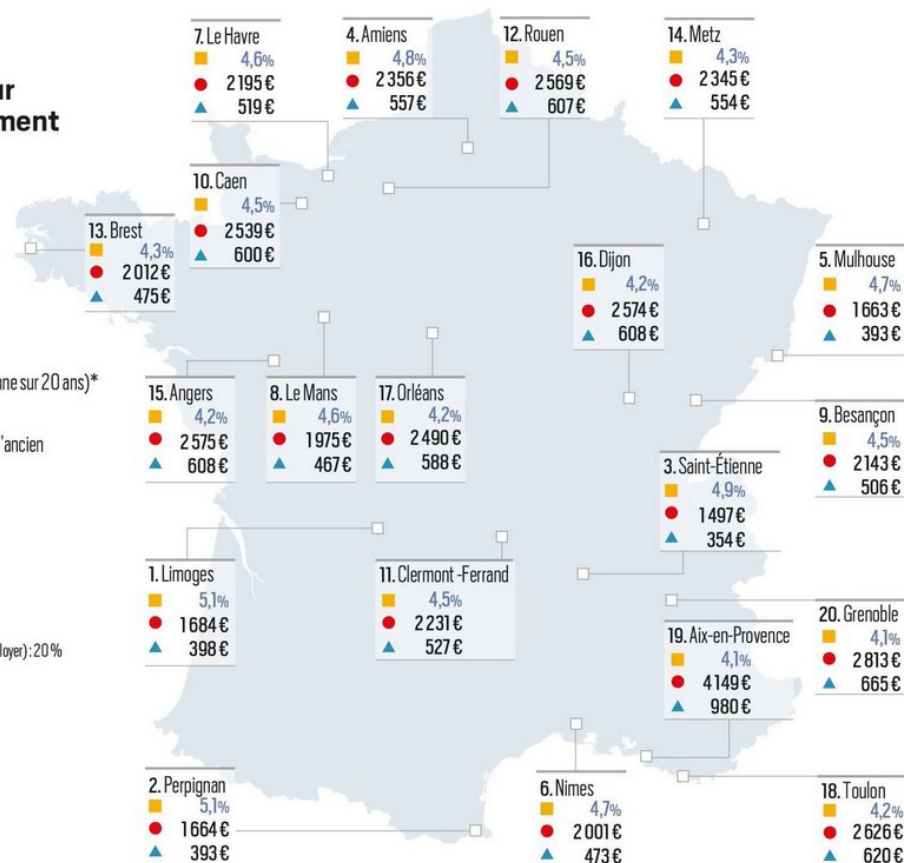 ur
ment
7. Le Havre
4,6%
2 195 €
519 €
4. Amiens
4,8%
2 356 €
557 €
12. Rouen
4,5%
2 569 €
607 €
14. Metz
4,3%
2 345 €
554 €
10. Caen
4,5%
2 539 €
600 €
13. Brest
4,3%
2 012 €
475 €
16. Dijon
4,2%
2 574 €
608 €
5. Mulhouse
4,7%
1 663 €
393 €
nne sur 20 ans)*
'ancien
15. Angers
4,2%
2 575 €
608 €
8. Le Mans
4,6%
1 975 €
467 €
17. Orléans
4,2%
2 490 €
588 €
9. Besançon
4,5%
2 143 €
506 €
3. Saint-Étienne
4,9%
1 497 €
354 €
1. Limoges
5,1%
1 684 €
398 €
11. Clermont-Ferrand
4,5%
2 231 €
527 €
loyer) : 20 %
19. Aix-en-Provence
4,1%
4 149 €
980 €
20. Grenoble
4,1%
2 813 €
665 €
2. Perpignan
5,1%
1 664 €
393 €
6. Nimes
4,7%
2 001 €
473 €
18. Toulon
4,2%
2 626 €
620 €